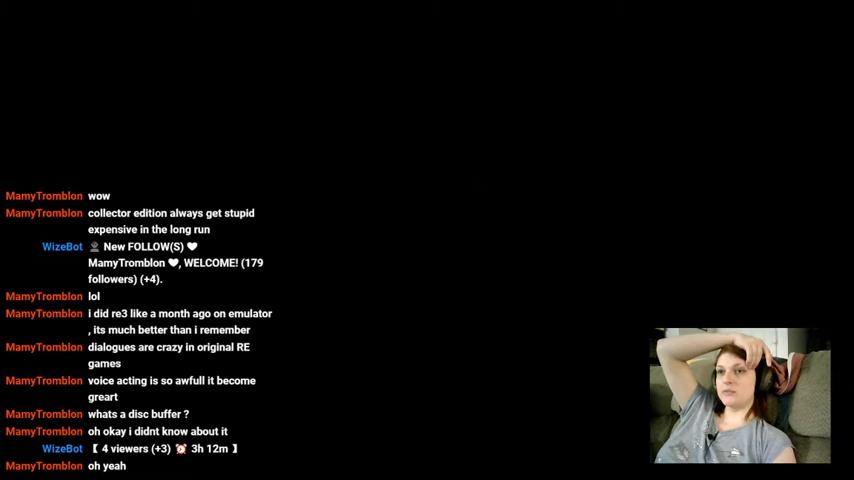 MamyTromblon wow
MamyTromblon collector edition always get stupid
expensive in the long run
WizeBot New FOLLOW(S)
MamyTromblon , WELCOME! (179
followers) (+4).
MamyTromblon lol
MamyTromblon i did re3 like a month ago on emulator
, its much better than i remember
MamyTromblon dialogues are crazy in original RE
games
MamyTromblon voice acting is so awfull it become
greart
MamyTromblon whats a disc buffer ?
MamyTromblon oh okay i didnt know about it
WizeBot 【 4 viewers (+3) ⏰ 3h 12m 】
MamyTromblon oh yeah